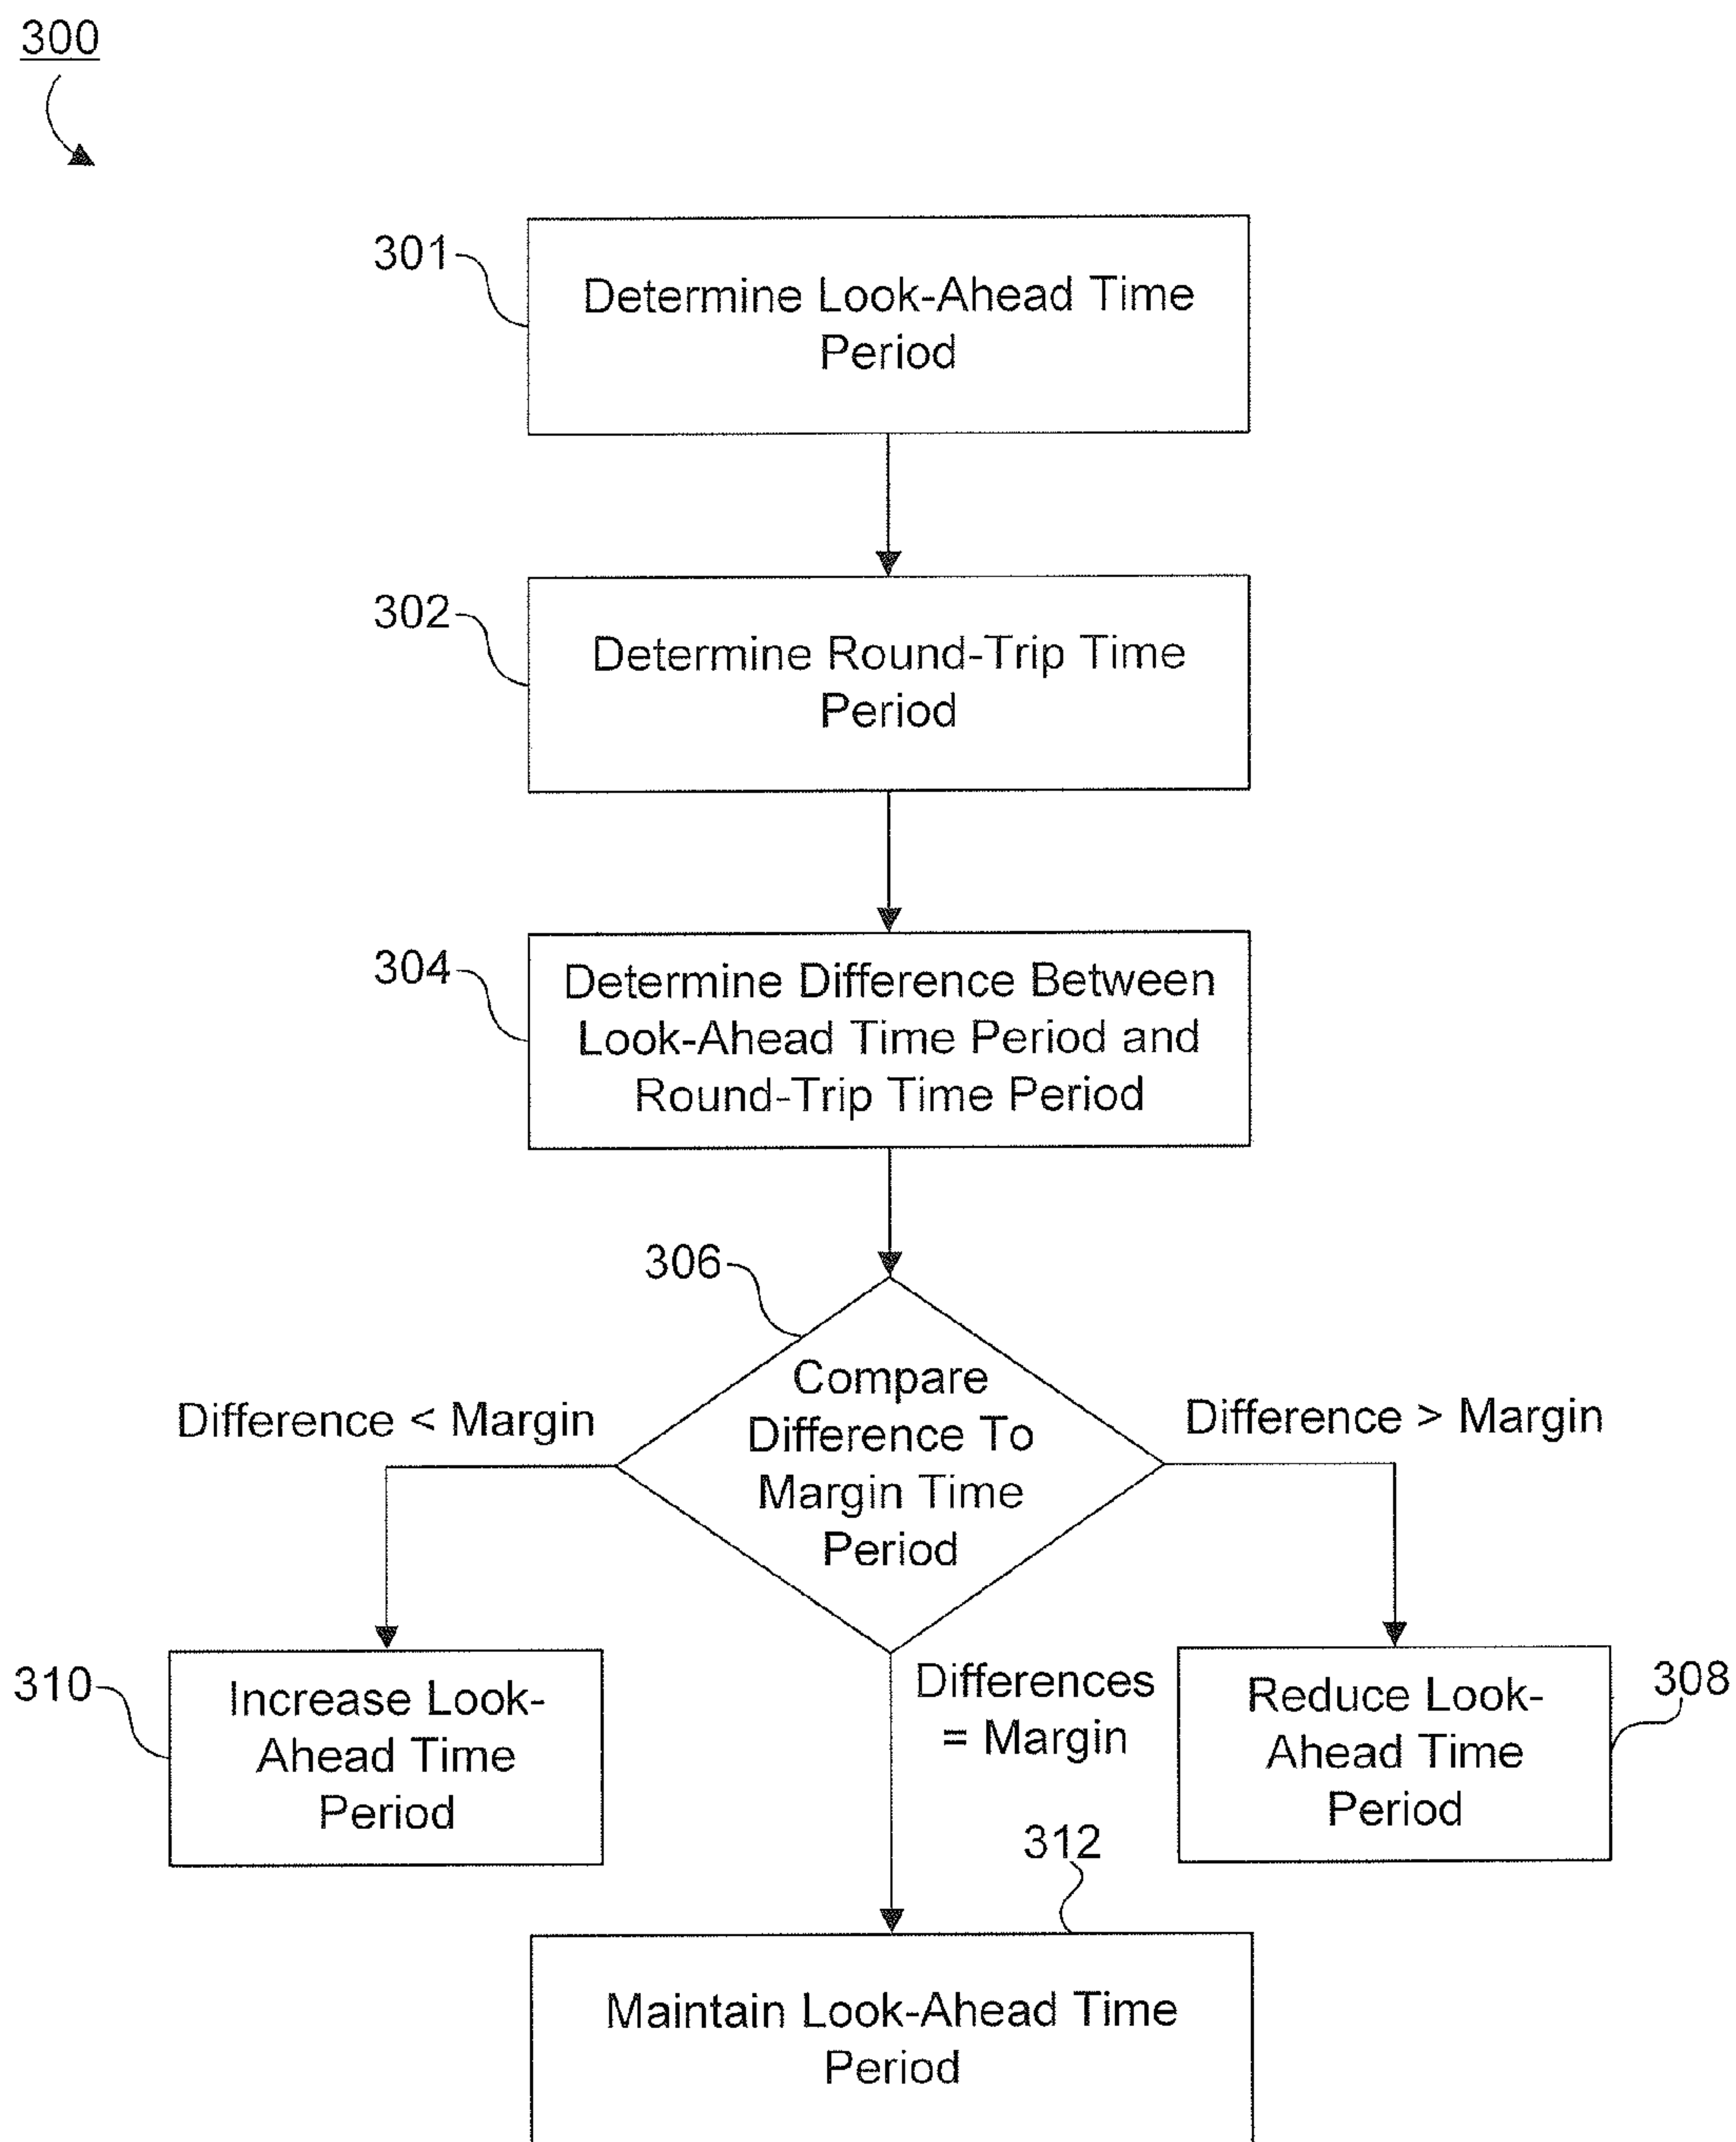 300
301
Determine Look-Ahead Time
Period
302
Determine Round-Trip Time
Period
304
Determine Difference Between
Look-Ahead Time Period and
Round-Trip Time Period
306
Compare
Difference To
Margin Time
Period
Difference < Margin
Difference > Margin
310
Increase Look-
Ahead Time
Period
Differences
= Margin
Reduce Look-
Ahead Time
Period
308
312
Maintain Look-Ahead Time
Period